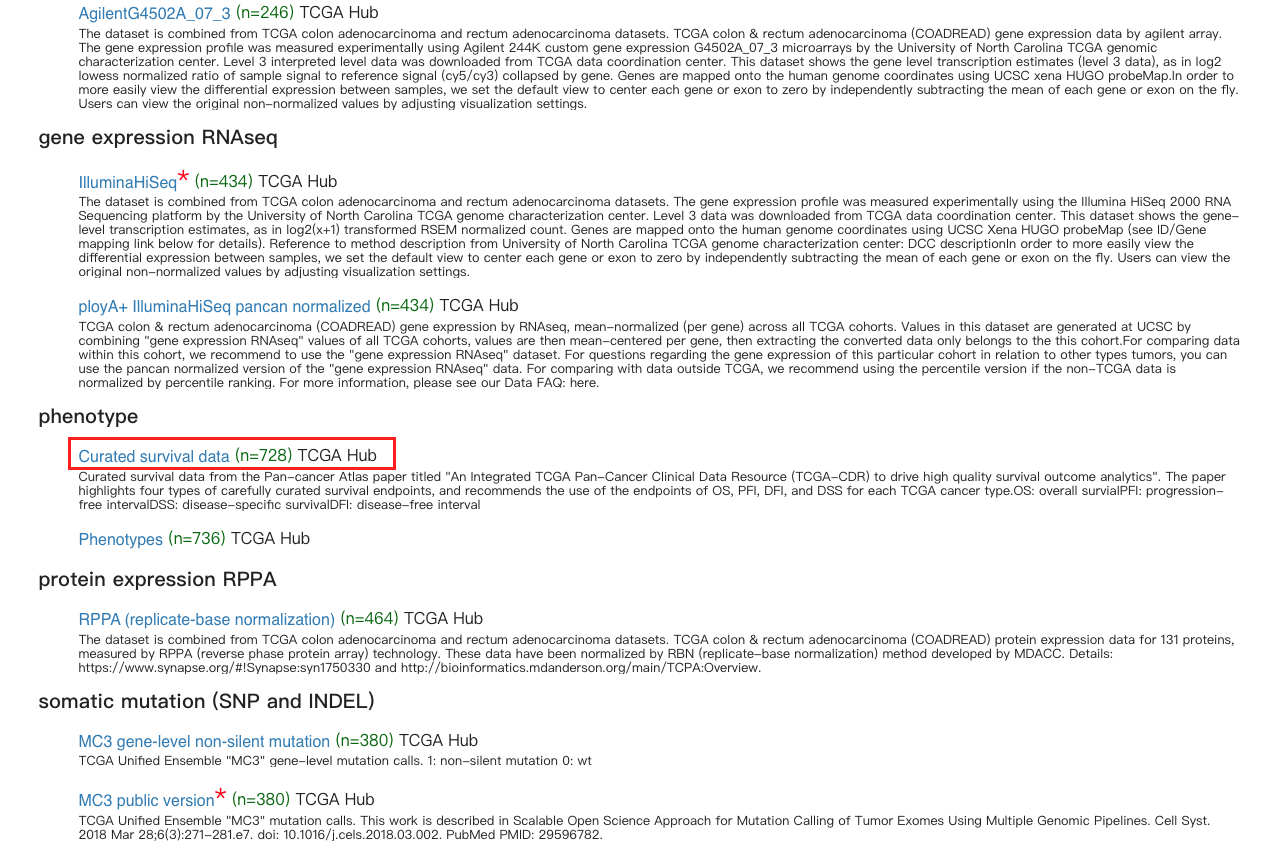 AgilentG4502A_07_3 (n=246) TCGA Hub
The dataset is combined from TCGA colon adenocarcinoma and rectum adenocarcinoma datasets. TCGA colon & rectum adenocarcinoma (COADREAD) gene expression data by agilent array.
The gene expression profile was measured experimentally using Agilent 244K custom gene expression G4502A_07_3 microarrays by the University of North Carolina TCGA genomic
characterization center. Level 3 interpreted level data was downloaded from TCGA data coordination center. This dataset shows the gene level transcription estimates (level 3 data), as in log2
lowess normalized ratio of sample signal to reference signal (cy5/cy3) collapsed by gene. Genes are mapped onto the human genome coordinates using UCSC xena HUGO probeMap.In order to
more easily view the differential expression between samples, we set the default view to center each gene or exon to zero by independently subtracting the mean of each gene or exon on the fly.
Users can view the original non-normalized values by adjusting visualization settings.
gene expression RNAseq
IlluminaHiSeq* (n=434) TCGA Hub
The dataset is combined from TCGA colon adenocarcinoma and rectum adenocarcinoma datasets. The gene expression profile was measured experimentally using the Illumina HiSeq 2000 RNA
Sequencing platform by the University of North Carolina TCGA genome characterization center. Level 3 data was downloaded from TCGA data coordination center. This dataset shows the gene-
level transcription estimates, as in log2(x+1) transformed RSEM normalized count. Genes are mapped onto the human genome coordinates using UCSC Xena HUGO probeMap (see ID/Gene
mapping link below for details). Reference to method description from University of North Carolina TCGA genome characterization center: DCC descriptionIn order to more easily view the
differential expression between samples, we set the default view to center each gene or exon to zero by independently subtracting the mean of each gene or exon on the fly. Users can view the
original non-normalized values by adjusting visualization settings.
ployA+ IlluminaHiSeq pancan normalized (n=434) TCGA Hub
TCGA colon & rectum adenocarcinoma (COADREAD) gene expression by RNAseq, mean-normalized (per gene) across all TCGA cohorts. Values in this dataset are generated at UCSC by
combining "gene expression RNAseq" values of all TCGA cohorts, values are then mean-centered per gene, then extracting the converted data only belongs to the this cohort.For comparing data
within this cohort, we recommend to use the "gene expression RNAseq" dataset. For questions regarding the gene expression of this particular cohort in relation to other types tumors, you can
use the pancan normalized version of the "gene expression RNAseq" data. For comparing with data outside TCGA, we recommend using the percentile version if the non-TCGA data is
normalized by percentile ranking. For more information, please see our Data FAQ: here.
phenotype
Curated survival data (n=728) TCGA Hub
Curated survival data from the Pan-cancer Atlas paper titled "An Integrated TCGA Pan-Cancer Clinical Data Resource (TCGA-CDR) to drive high quality survival outcome analytics". The paper
highlights four types of carefully curated survival endpoints, and recommends the use of the endpoints of OS, PFI, DFI, and DSS for each TCGA cancer type.OS: overall survialPFI: progression-
free intervalDSS: disease-specific survivalDFI: disease-free interval
Phenotypes (n=736) TCGA Hub
protein expression RPPA
RPPA (replicate-base normalization) (n=464) TCGA Hub
The dataset is combined from TCGA colon adenocarcinoma and rectum adenocarcinoma datasets. TCGA colon & rectum adenocarcinoma (COADREAD) protein expression data for 131 proteins,
measured by RPPA (reverse phase protein array) technology. These data have been normalized by RBN (replicate-base normalization) method developed by MDACC. Details:
https://www.synapse.org/#!Synapse:syn1750330 and http://bioinformatics.mdanderson.org/main/TCPA:Overview.
somatic mutation (SNP and INDEL)
MC3 gene-level non-silent mutation (n=380) TCGA Hub
TCGA Unified Ensemble "MC3" gene-level mutation calls. 1: non-silent mutation 0: wt
MC3 public version* (n=380) TCGA Hub
TCGA Unified Ensemble "MC3" mutation calls. This work is described in Scalable Open Science Approach for Mutation Calling of Tumor Exomes Using Multiple Genomic Pipelines. Cell Syst.
2018 Mar 28;6(3):271-281.e7. doi: 10.1016/j.cels.2018.03.002. PubMed PMID: 29596782.